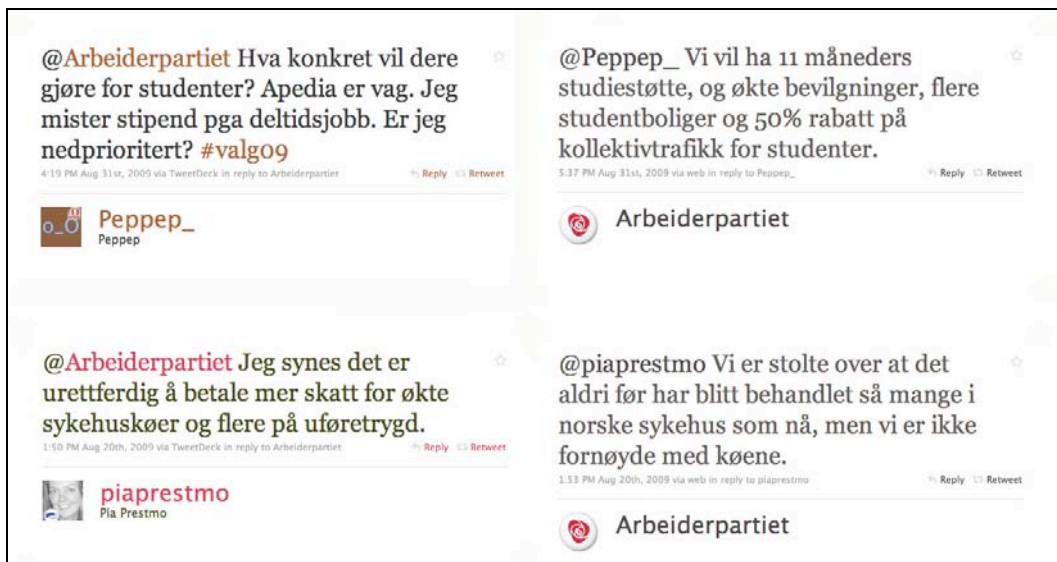 @Arbeiderpartiet Hva konkret vil dere
gjøre for studenter? Apedia er vag. Jeg
mister stipend pga deltidsjobb. Er jeg
nedprioritert? #valg09
4:19 PM Aug 31st, 2009 via TweetDeck in reply to Arbeiderpartiet Reply Retweet
o_O
Peppep_
Peppep
@Peppep_ Vi vil ha 11 måneders
studiestøtte, og økte bevilgninger, flere
studentboliger og 50% rabatt på
kollektivtrafikk for studenter.
5:37 PM Aug 31st, 2009 via web in reply to Peppep_ Reply Retweet
Arbeiderpartiet
@Arbeiderpartiet Jeg synes det er
urettferdig å betale mer skatt for økte
sykehuskøer og flere på uføretrygd.
1:50 PM Aug 20th, 2009 via TweetDeck in reply to Arbeiderpartiet Reply Retweet
piaprestmo
Pia Prestmo
@piaprestmo Vi er stolte over at det
aldri før har blitt behandlet så mange i
norske sykehus som nå, men vi er ikke
fornøyde med køene.
1:53 PM Aug 20th, 2009 via web in reply to piaprestmo Reply Retweet
Arbeiderpartiet